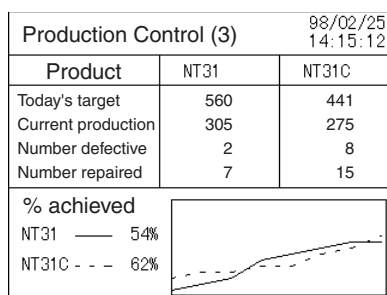 Production Control (3) 98/02/25
14:15:12
Product NT31 NT31C
Today's target 560 441
Current production 305 275
Number defective 2 8
Number repaired 7 15
% achieved
NT31 54%
NT31C 62%